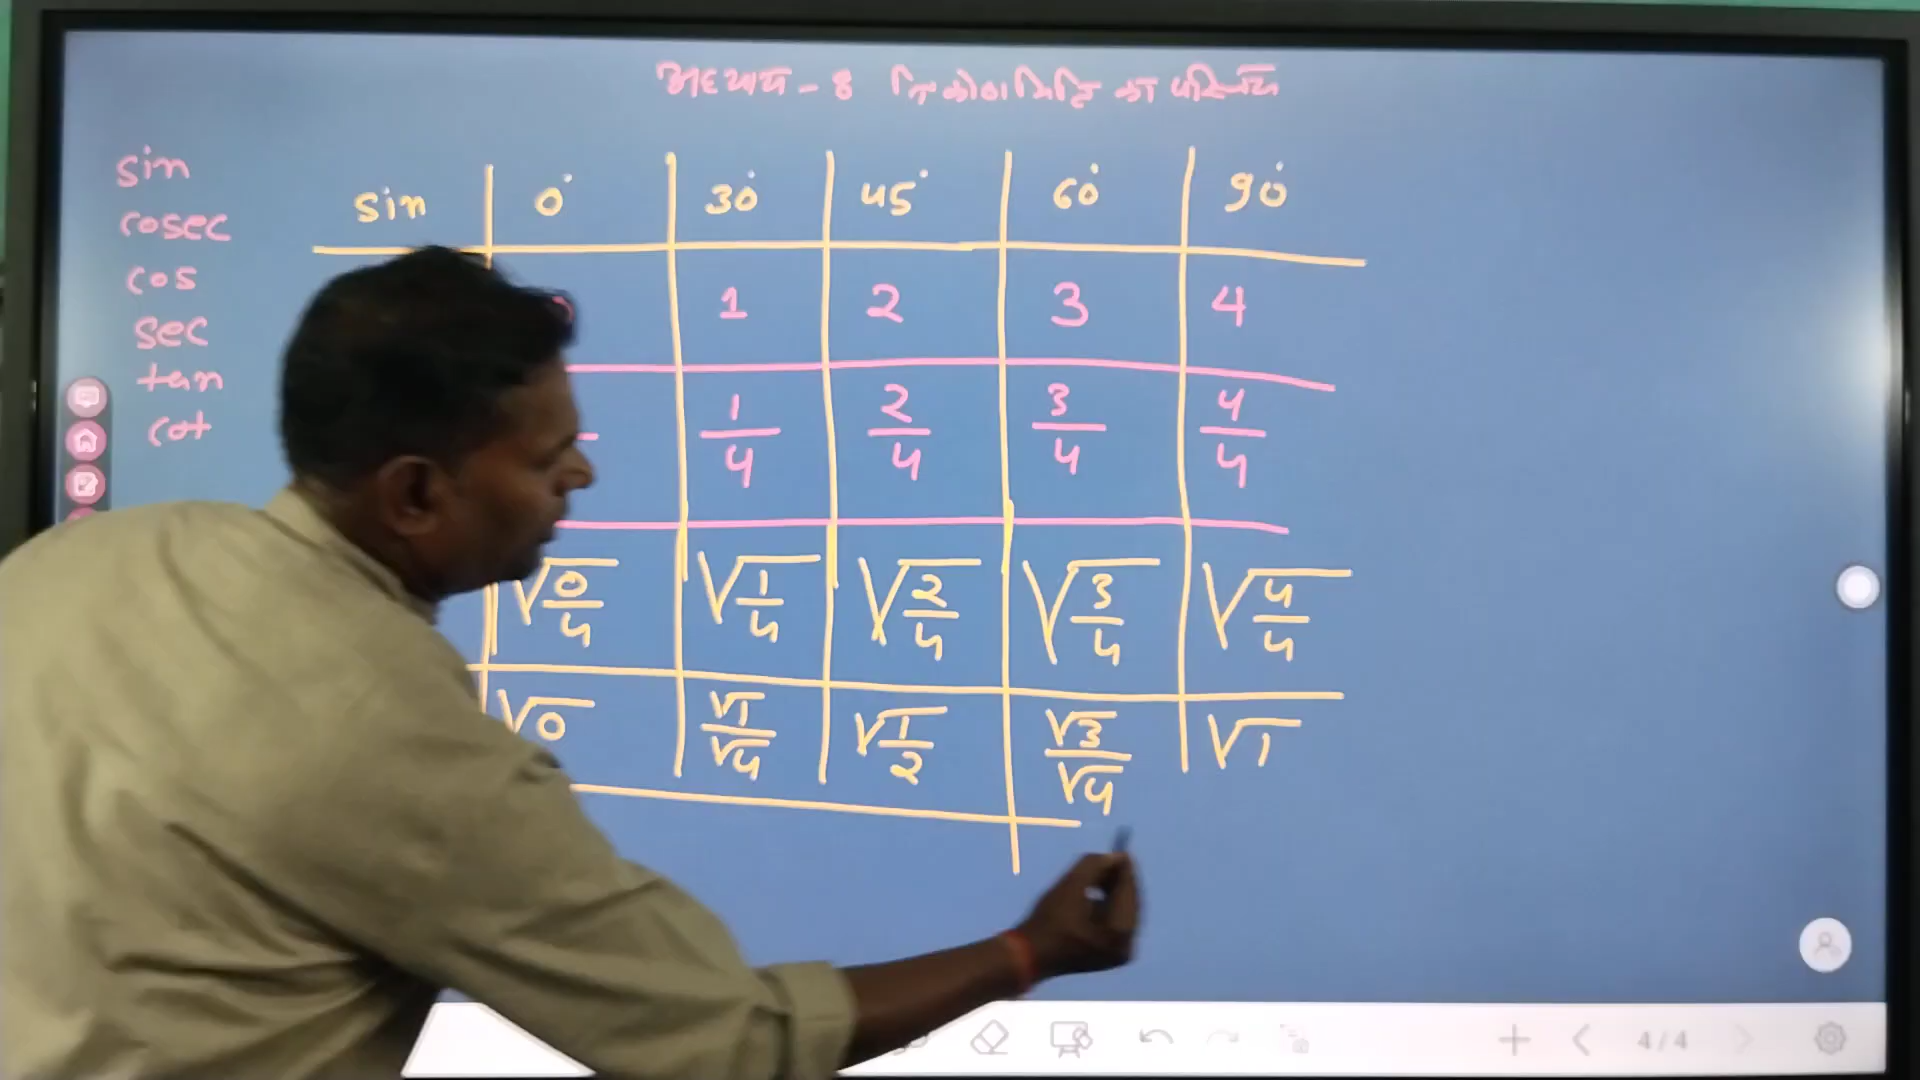 अध्याय - 8 त्रिकोणमिति का परिचय
sin
cosec
cos
sec
tan
cot
sin 0° 30° 45° 60° 90°
1 2 3 4
1/4 2/4 3/4 4/4
√0/4 √1/4 √2/4 √3/4 √4/4
√0 √1/√4 √1/2 √3/√4 √1
4/4